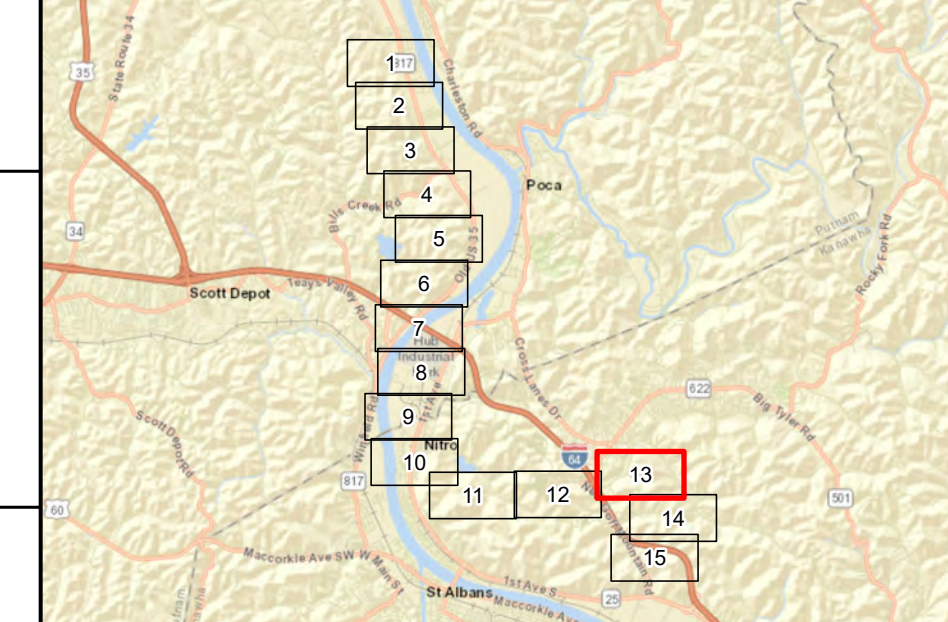 State Route 34
35
1
817
Charleston Rd
2
3
Poca
4
Bills Creek Rd
34
5
Old US 35
Putnam
Kanawha
Rocky Fork Rd
Scott Depot
Teays Valley Rd
6
7
Hub
Industrial
Park
8
1st Ave
Cross Lanes Dr
622
Big Tyler Rd
Scott Depot Rd
Winfield Rd
9
Nitro
10
817
64
13
11
12
501
60
14
15
Maccorkle Ave SW
W Main St
St Albans
1st Ave S
Maccorkle Ave
25